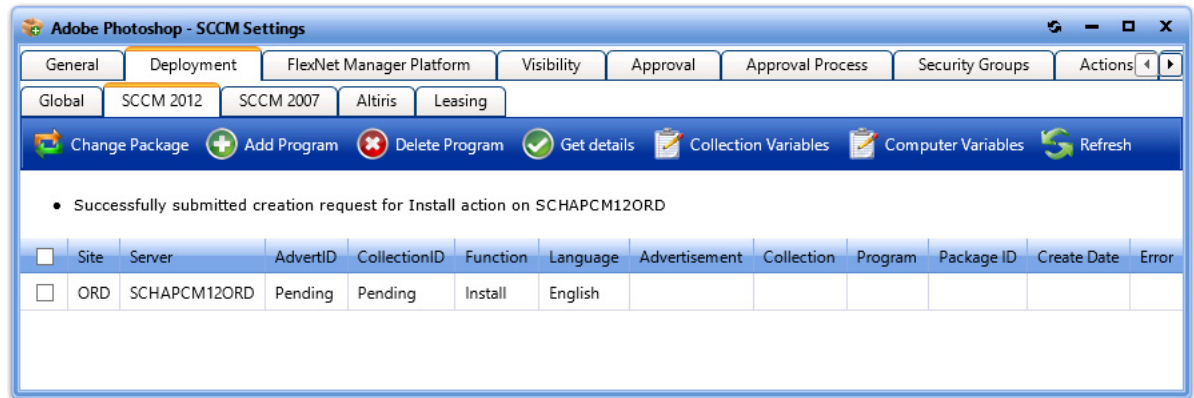 Adobe Photoshop - SCCM Settings
General Deployment FlexNet Manager Platform Visibility Approval Approval Process Security Groups Actions
Global SCCM 2012 SCCM 2007 Altiris Leasing
Change Package Add Program Delete Program Get details Collection Variables Computer Variables Refresh
• Successfully submitted creation request for Install action on SCHAPCM12ORD
Site Server AdvertID CollectionID Function Language Advertisement Collection Program Package ID Create Date Error
ORD SCHAPCM12ORD Pending Pending Install English